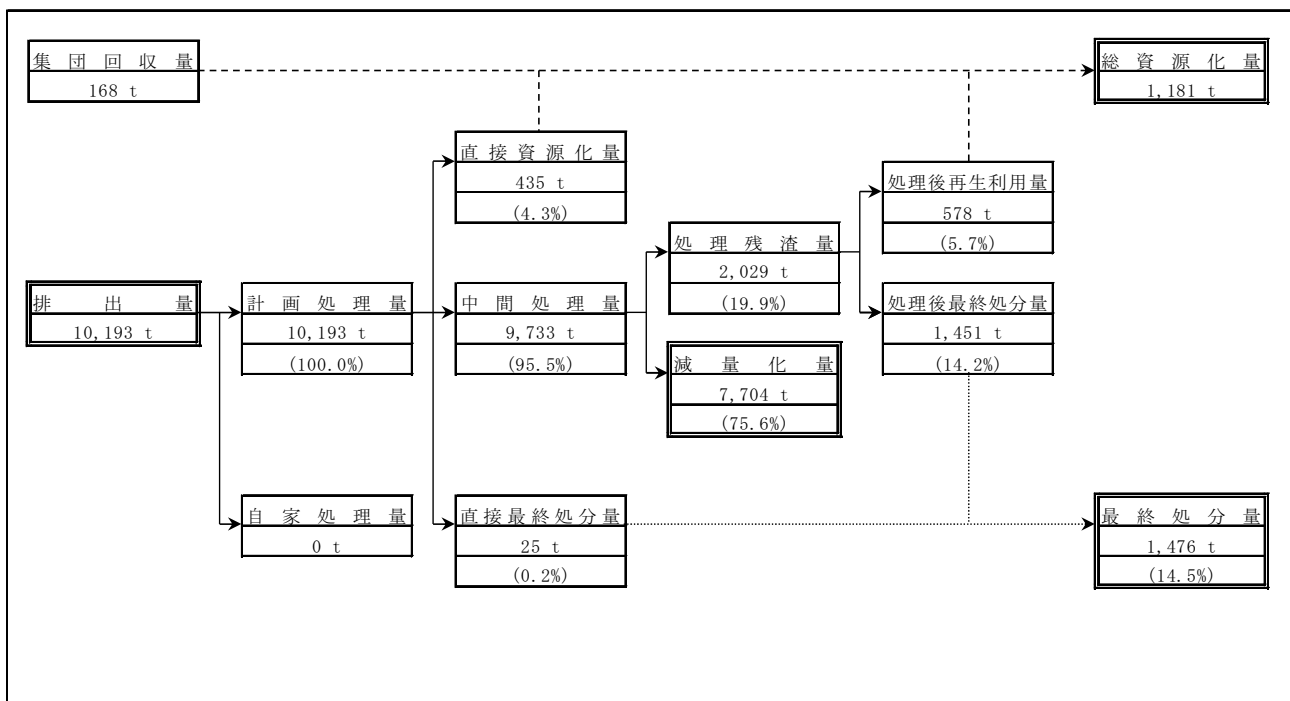 集団回収量
168 t
総資源化量
1,181 t
直接資源化量
435 t
(4.3%)
処理後再生利用量
578 t
(5.7%)
処理残渣量
2,029 t
(19.9%)
排出量
10,193 t
計画処理量
10,193 t
(100.0%)
中間処理量
9,733 t
(95.5%)
処理後最終処分量
1,451 t
(14.2%)
減量化量
7,704 t
(75.6%)
自家処理量
0 t
直接最終処分量
25 t
(0.2%)
最終処分量
1,476 t
(14.5%)